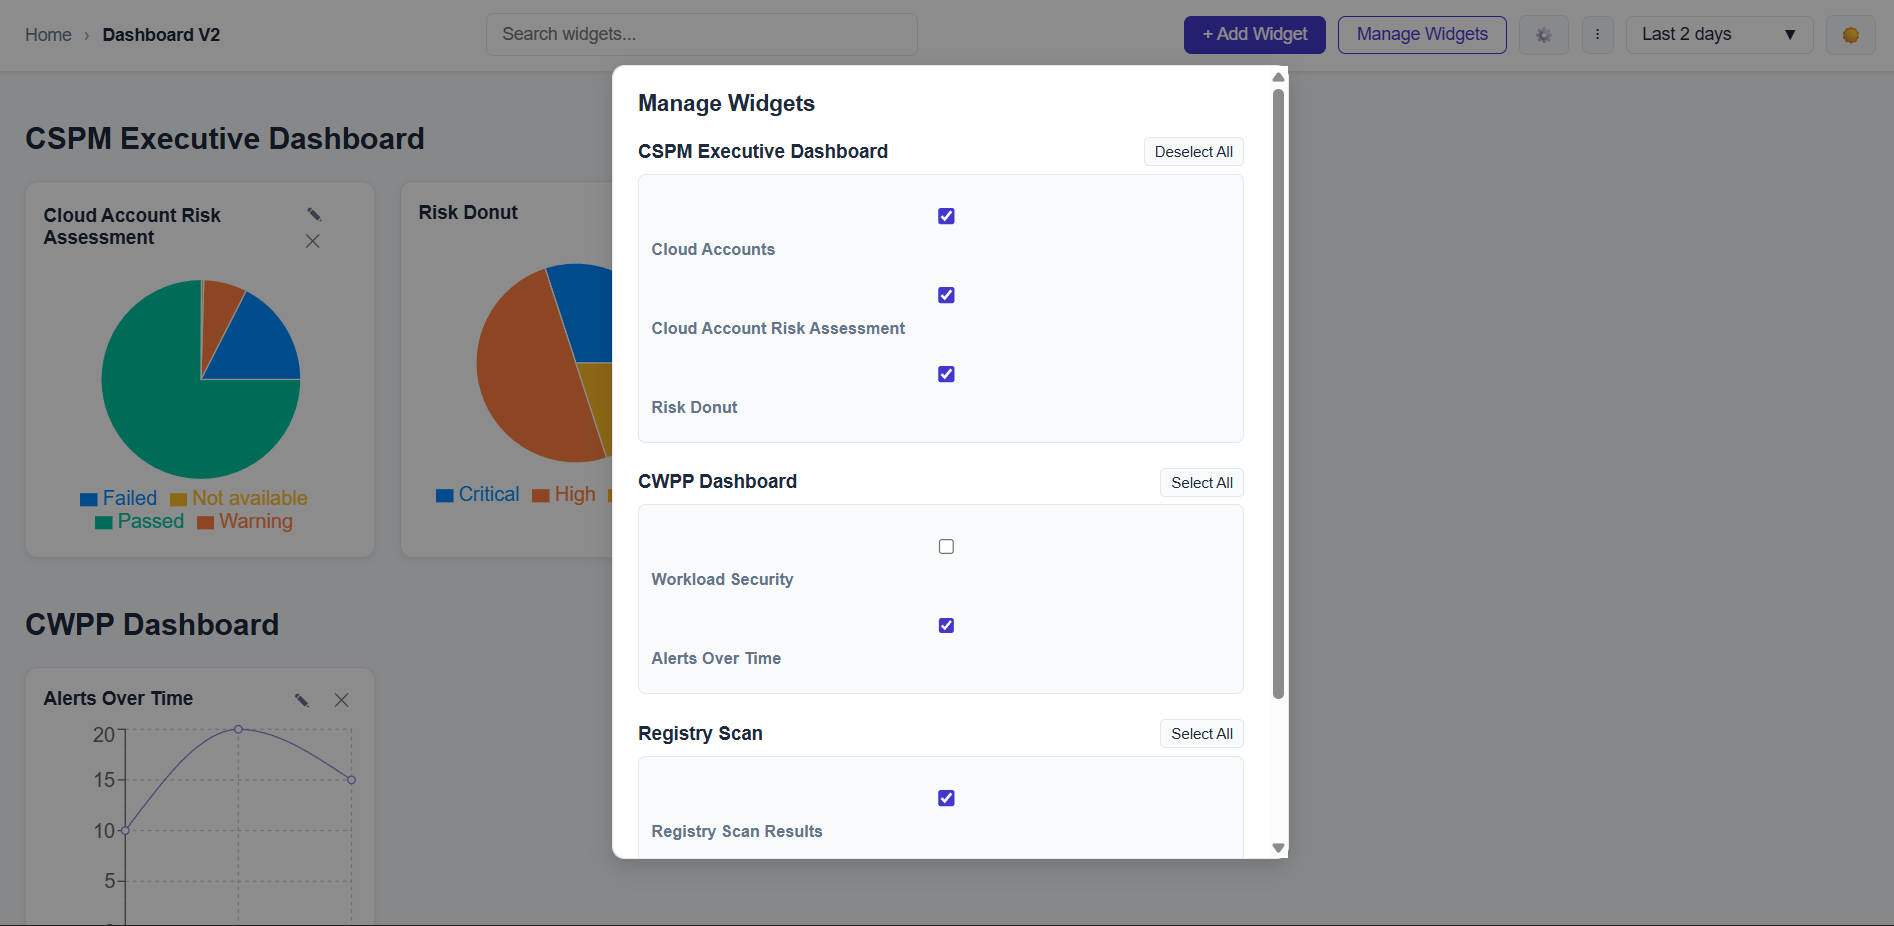 Home › Dashboard V2
Search widgets...
+ Add Widget
Manage Widgets
Last 2 days
CSPM Executive Dashboard
Cloud Account Risk
Assessment
Failed Not available
Passed Warning
Risk Donut
Critical High
CWPP Dashboard
Alerts Over Time
20
15
10
5
Manage Widgets
CSPM Executive Dashboard
Deselect All
Cloud Accounts
Cloud Account Risk Assessment
Risk Donut
CWPP Dashboard
Select All
Workload Security
Alerts Over Time
Registry Scan
Select All
Registry Scan Results